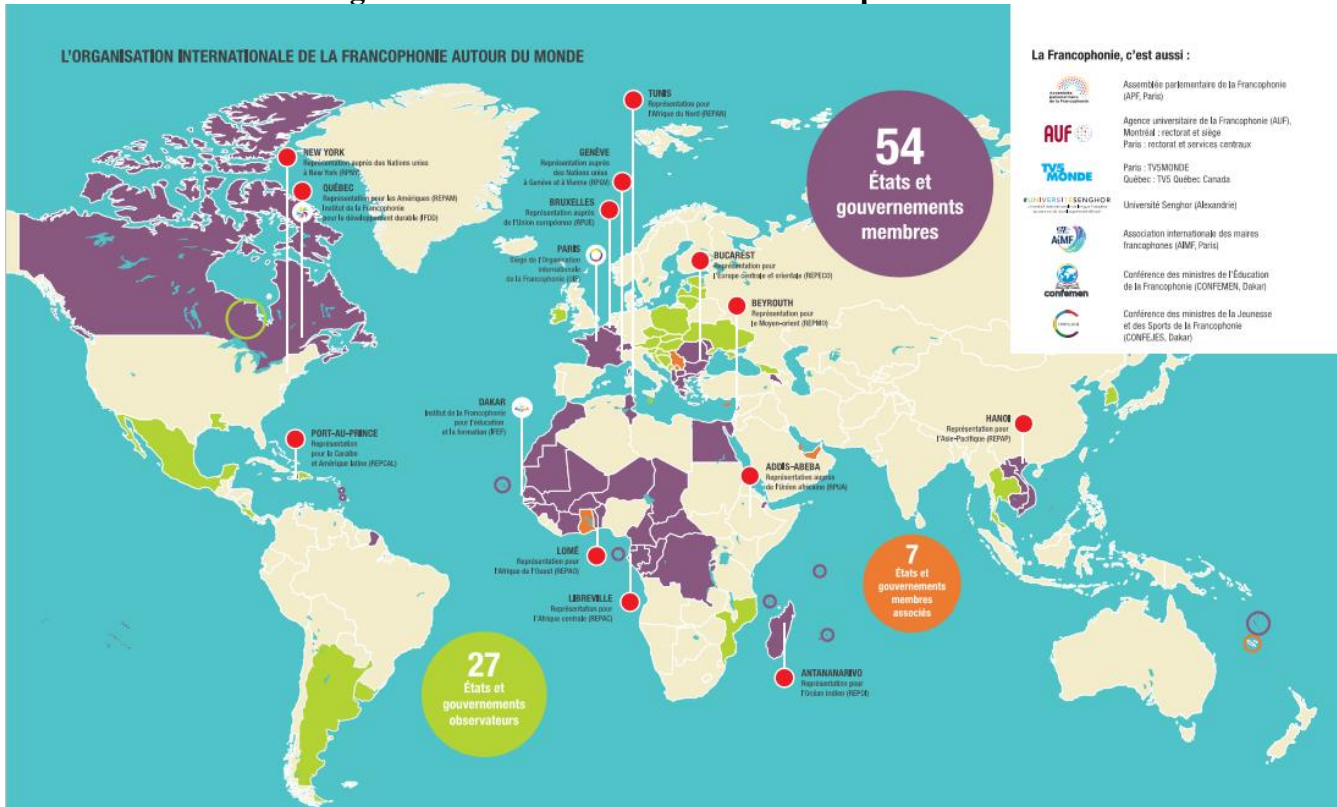 L'ORGANISATION INTERNATIONALE DE LA FRANCOPHONIE AUTOUR DU MONDE
NEW YORK
Représentation auprès des Nations unies
à New York (RPNY)
QUÉBEC
Représentation pour les Amériques (REPAM)
Institut de la Francophonie
pour le développement durable (IFDD)
TUNIS
Représentation pour
l'Afrique du Nord (REPAN)
GENÈVE
Représentation auprès
des Nations unies
à Genève et à Vienne (RPGV)
BRUXELLES
Représentation auprès
de l'Union européenne (RPUE)
PARIS
Siège de l'Organisation
internationale
de la Francophonie (OIF)
54
États et
gouvernements
membres
BUCAREST
Représentation pour
l'Europe centrale et orientale (REPECO)
BEYROUTH
Représentation pour
le Moyen-orient (REPMO)
DAKAR
Institut de la Francophonie
pour l'éducation
et la formation (IFEF)
PORT-AU-PRINCE
Représentation
pour la Caraïbe
et Amérique latine (REPCAL)
HANOI
Représentation pour
l'Asie-Pacifique (REPAP)
ADDIS-ABEBA
Représentation auprès
de l'Union africaine (RPUA)
LOMÉ
Représentation pour
l'Afrique de l'Ouest (REPAO)
LIBREVILLE
Représentation pour
l'Afrique centrale (REPAC)
7
États et
gouvernements
membres
associés
27
États et
gouvernements
observateurs
ANTANANARIVO
Représentation pour
l'Océan indien (REPOI)
La Francophonie, c'est aussi :
Assemblée
parlementaire
de la Francophonie
Assemblée parlementaire de la Francophonie
(APF, Paris)
AUF
Agence universitaire de la Francophonie (AUF),
Montréal : rectorat et siège
Paris : rectorat et services centraux
TV5
MONDE
Paris : TV5MONDE
Québec : TV5 Québec Canada
#UNIVERSITÉSENGHOR
Université Senghor (Alexandrie)
AIMF
Association internationale des maires
francophones (AIMF, Paris)
confemen
Conférence des ministres de l'Éducation
de la Francophonie (CONFEMEN, Dakar)
Conférence des ministres de la Jeunesse
et des Sports de la Francophonie
(CONFEJES, Dakar)